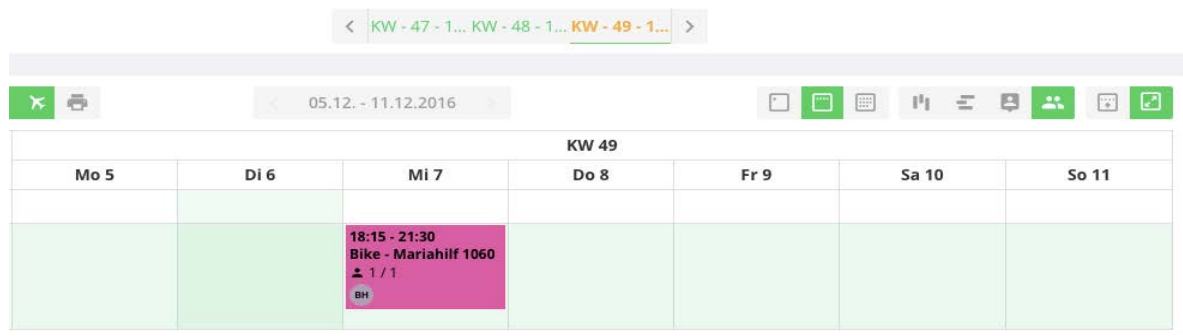 KW - 47 - 1... KW - 48 - 1... KW - 49 - 1...
05.12. - 11.12.2016
KW 49
Mo 5 Di 6 Mi 7 Do 8 Fr 9 Sa 10 So 11
18:15 - 21:30
Bike - Mariahilf 1060
1 / 1
BH